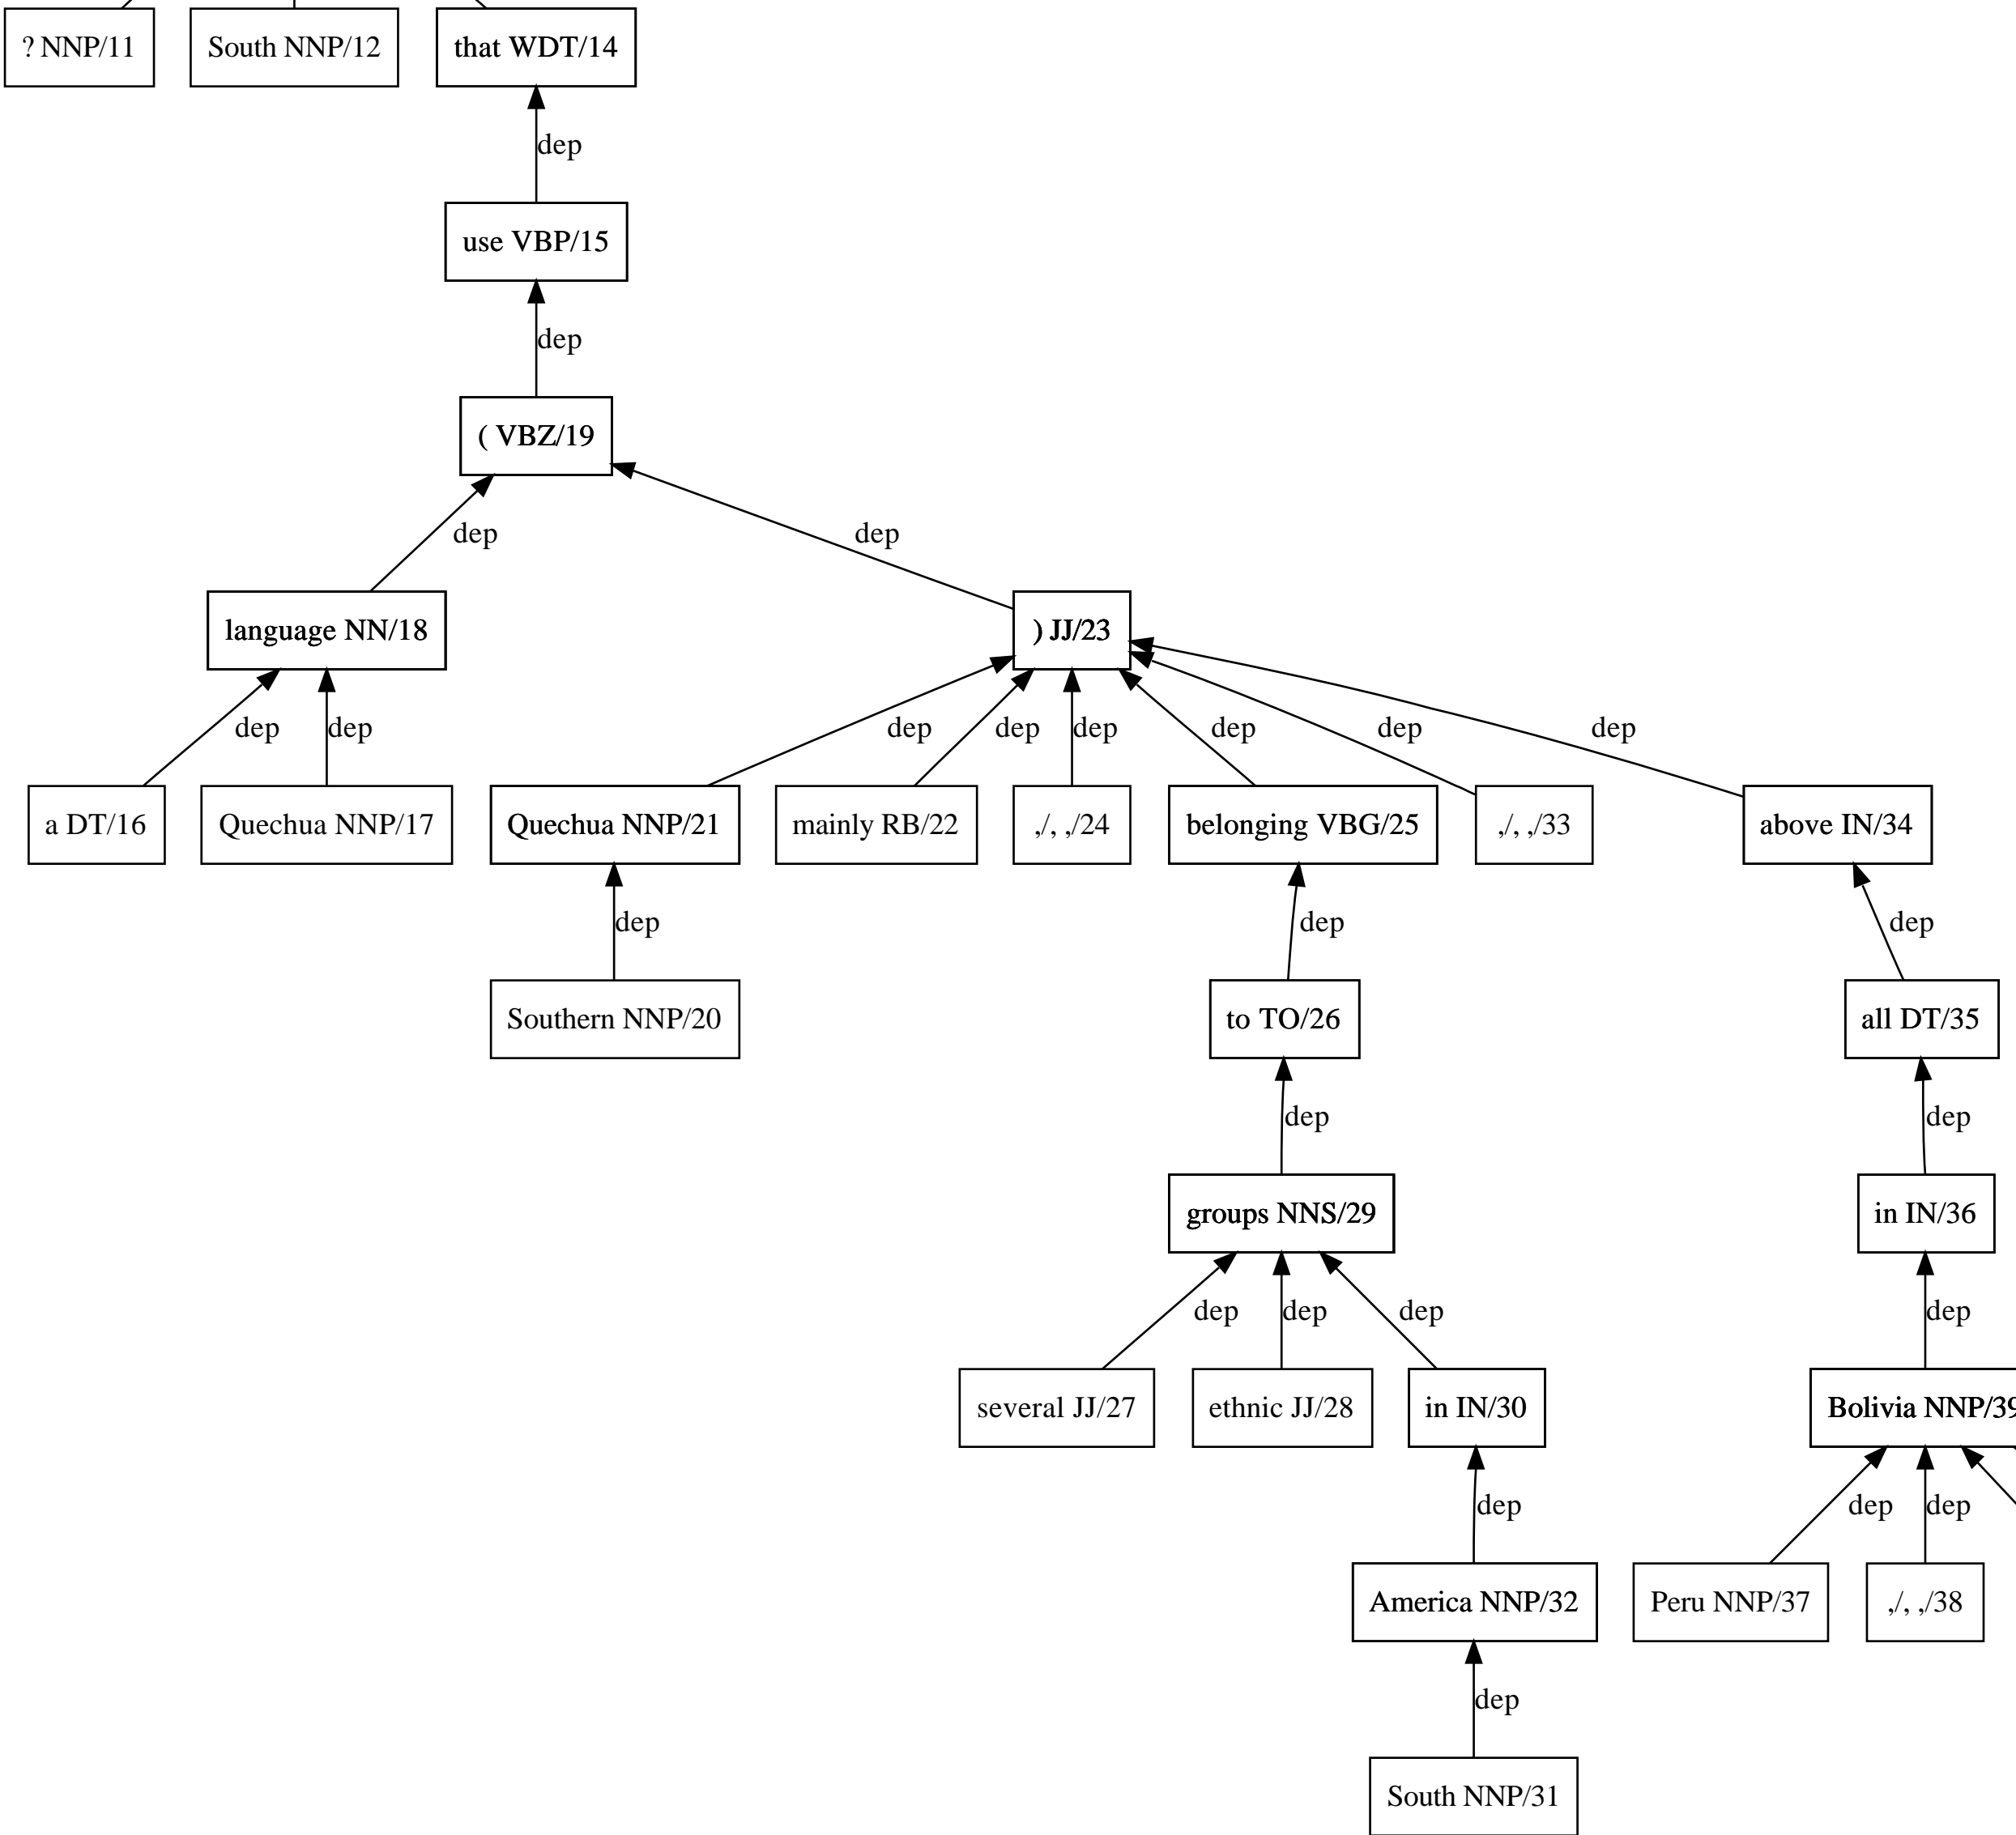 ? NNP/11 South NNP/12 that WDT/14
dep
use VBP/15
dep
( VBZ/19
dep dep
language NN/18 ) JJ/23
dep dep dep dep dep dep dep dep
a DT/16 Quechua NNP/17 Quechua NNP/21 mainly RB/22 ,/, ,/24 belonging VBG/25 ,/, ,/33 above IN/34
dep dep dep
Southern NNP/20 to TO/26 all DT/35
dep dep
groups NNS/29 in IN/36
dep dep dep dep
several JJ/27 ethnic JJ/28 in IN/30 Bolivia NNP/39
dep dep dep
America NNP/32 Peru NNP/37 ,/, ,/38
dep
South NNP/31